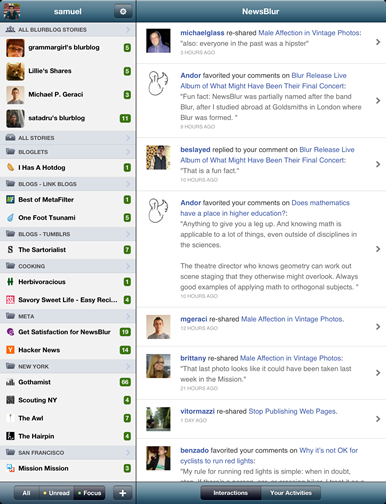 samuel
ALL BLURBLOG STORIES
grammargirl's blurblog
5
Lillie's Shares
5
Michael P. Geraci
3
satadru's blurblog
11
ALL STORIES
BLOGLETS
I Has A Hotdog
1
BLOGS - LINK BLOGS
Best of MetaFilter
1
One Foot Tsunami
5
BLOGS - TUMBLRS
The Sartorialist
7
COOKING
Herbivoracious
1
Savory Sweet Life - Easy Reci...
4
META
Get Satisfaction for NewsBlur
19
Hacker News
14
NEW YORK
Gothamist
66
Scouting NY
4
The Awl
7
The Hairpin
4
SAN FRANCISCO
Mission Mission
3
All
Unread
Focus
+
NewsBlur
michaelglass re-shared Male Affection in Vintage Photos:
"also: everyone in the past was a hipster"
3 HOURS AGO
Andor favorited your comments on Blur Release Live
Album of What Might Have Been Their Final Concert:
"Fun fact: NewsBlur was partially named after the band
Blur, after I studied abroad at Goldsmiths in London where
Blur was formed. "
9 HOURS AGO
beslayed replied to your comment on Blur Release Live
Album of What Might Have Been Their Final Concert:
"That is a fun fact."
10 HOURS AGO
Andor favorited your comments on Does mathematics
have a place in higher education?:
"Anything to give you a leg up. And knowing math is
applicable to a lot of things, even outside of disciplines in
the sciences.
The theatre director who knows geometry can work out
scene staging that they otherwise might overlook. Always
good examples of applying math to orthogonal subjects. "
10 HOURS AGO
mgeraci re-shared Male Affection in Vintage Photos.
12 HOURS AGO
brittany re-shared Male Affection in Vintage Photos:
"That last photo looks like it could have been taken last
week in the Mission."
21 HOURS AGO
vitormazzi re-shared Stop Publishing Web Pages.
1 DAY AGO
benzado favorited your comments on Why it's not OK for
cyclists to run red lights:
"My rule for running red lights is simple: when in doubt,
Interactions
Your Activities